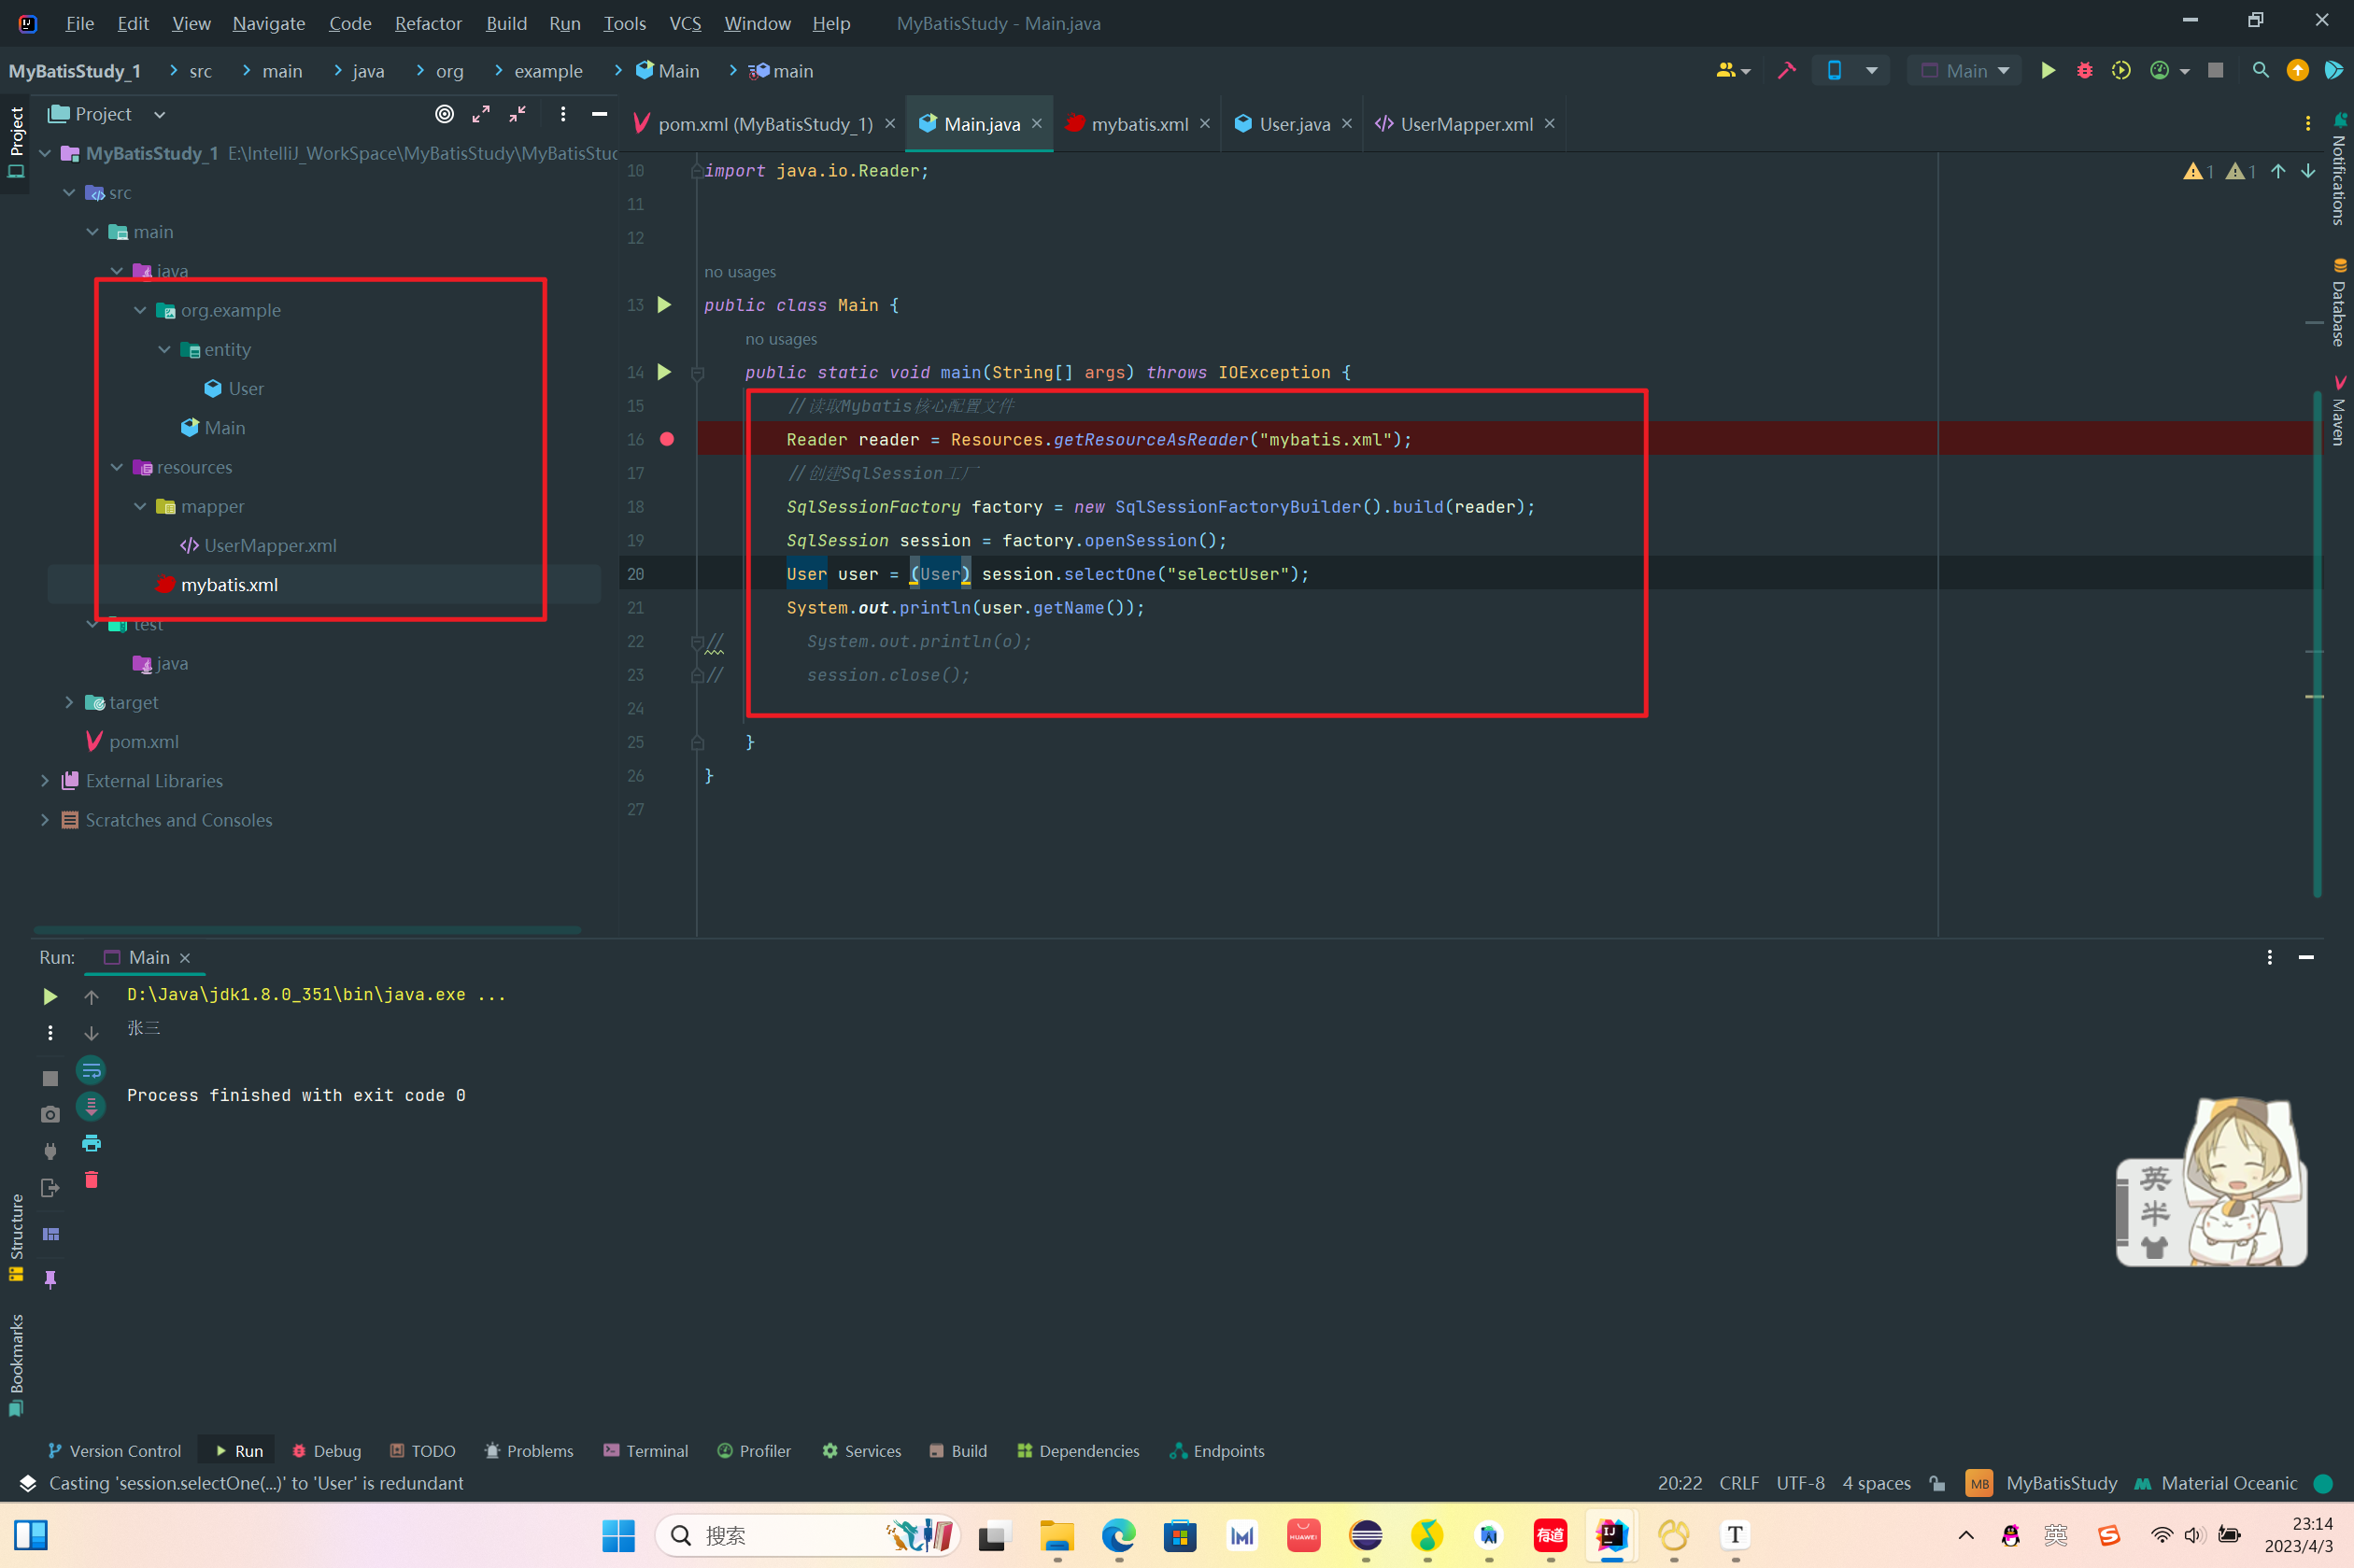 File Edit View Navigate Code Refactor Build Run Tools VCS Window Help MyBatisStudy - Main.java
MyBatisStudy_1 src main java org example Main main
Main
Project
Project
pom.xml (MyBatisStudy_1) Main.java mybatis.xml User.java UserMapper.xml
MyBatisStudy_1 E:\IntelliJ_WorkSpace\MyBatisStudy\MyBatisStud
src
main
java
org.example
entity
User
Main
resources
mapper
UserMapper.xml
mybatis.xml
test
java
target
pom.xml
External Libraries
Scratches and Consoles
1 1
10 import java.io.Reader;
11
12
no usages
13 public class Main {
no usages
14 public static void main(String[] args) throws IOException {
15 //读取Mybatis核心配置文件
16 Reader reader = Resources.getResourceAsReader("mybatis.xml");
17 //创建SqlSession工厂
18 SqlSessionFactory factory = new SqlSessionFactoryBuilder().build(reader);
19 SqlSession session = factory.openSession();
20 User user = (User) session.selectOne("selectUser");
21 System.out.println(user.getName());
22 // System.out.println(o);
23 // session.close();
24
25 }
26 }
27
Notifications
Database
Maven
Run: Main
D:\Java\jdk1.8.0_351\bin\java.exe ...
张三
Process finished with exit code 0
Structure
Bookmarks
英
半
Version Control Run Debug TODO Problems Terminal Profiler Services Build Dependencies Endpoints
Casting 'session.selectOne(...)' to 'User' is redundant 20:22 CRLF UTF-8 4 spaces MB MyBatisStudy Material Oceanic
搜索
HUAWEI
有道
T
英
23:14
2023/4/3